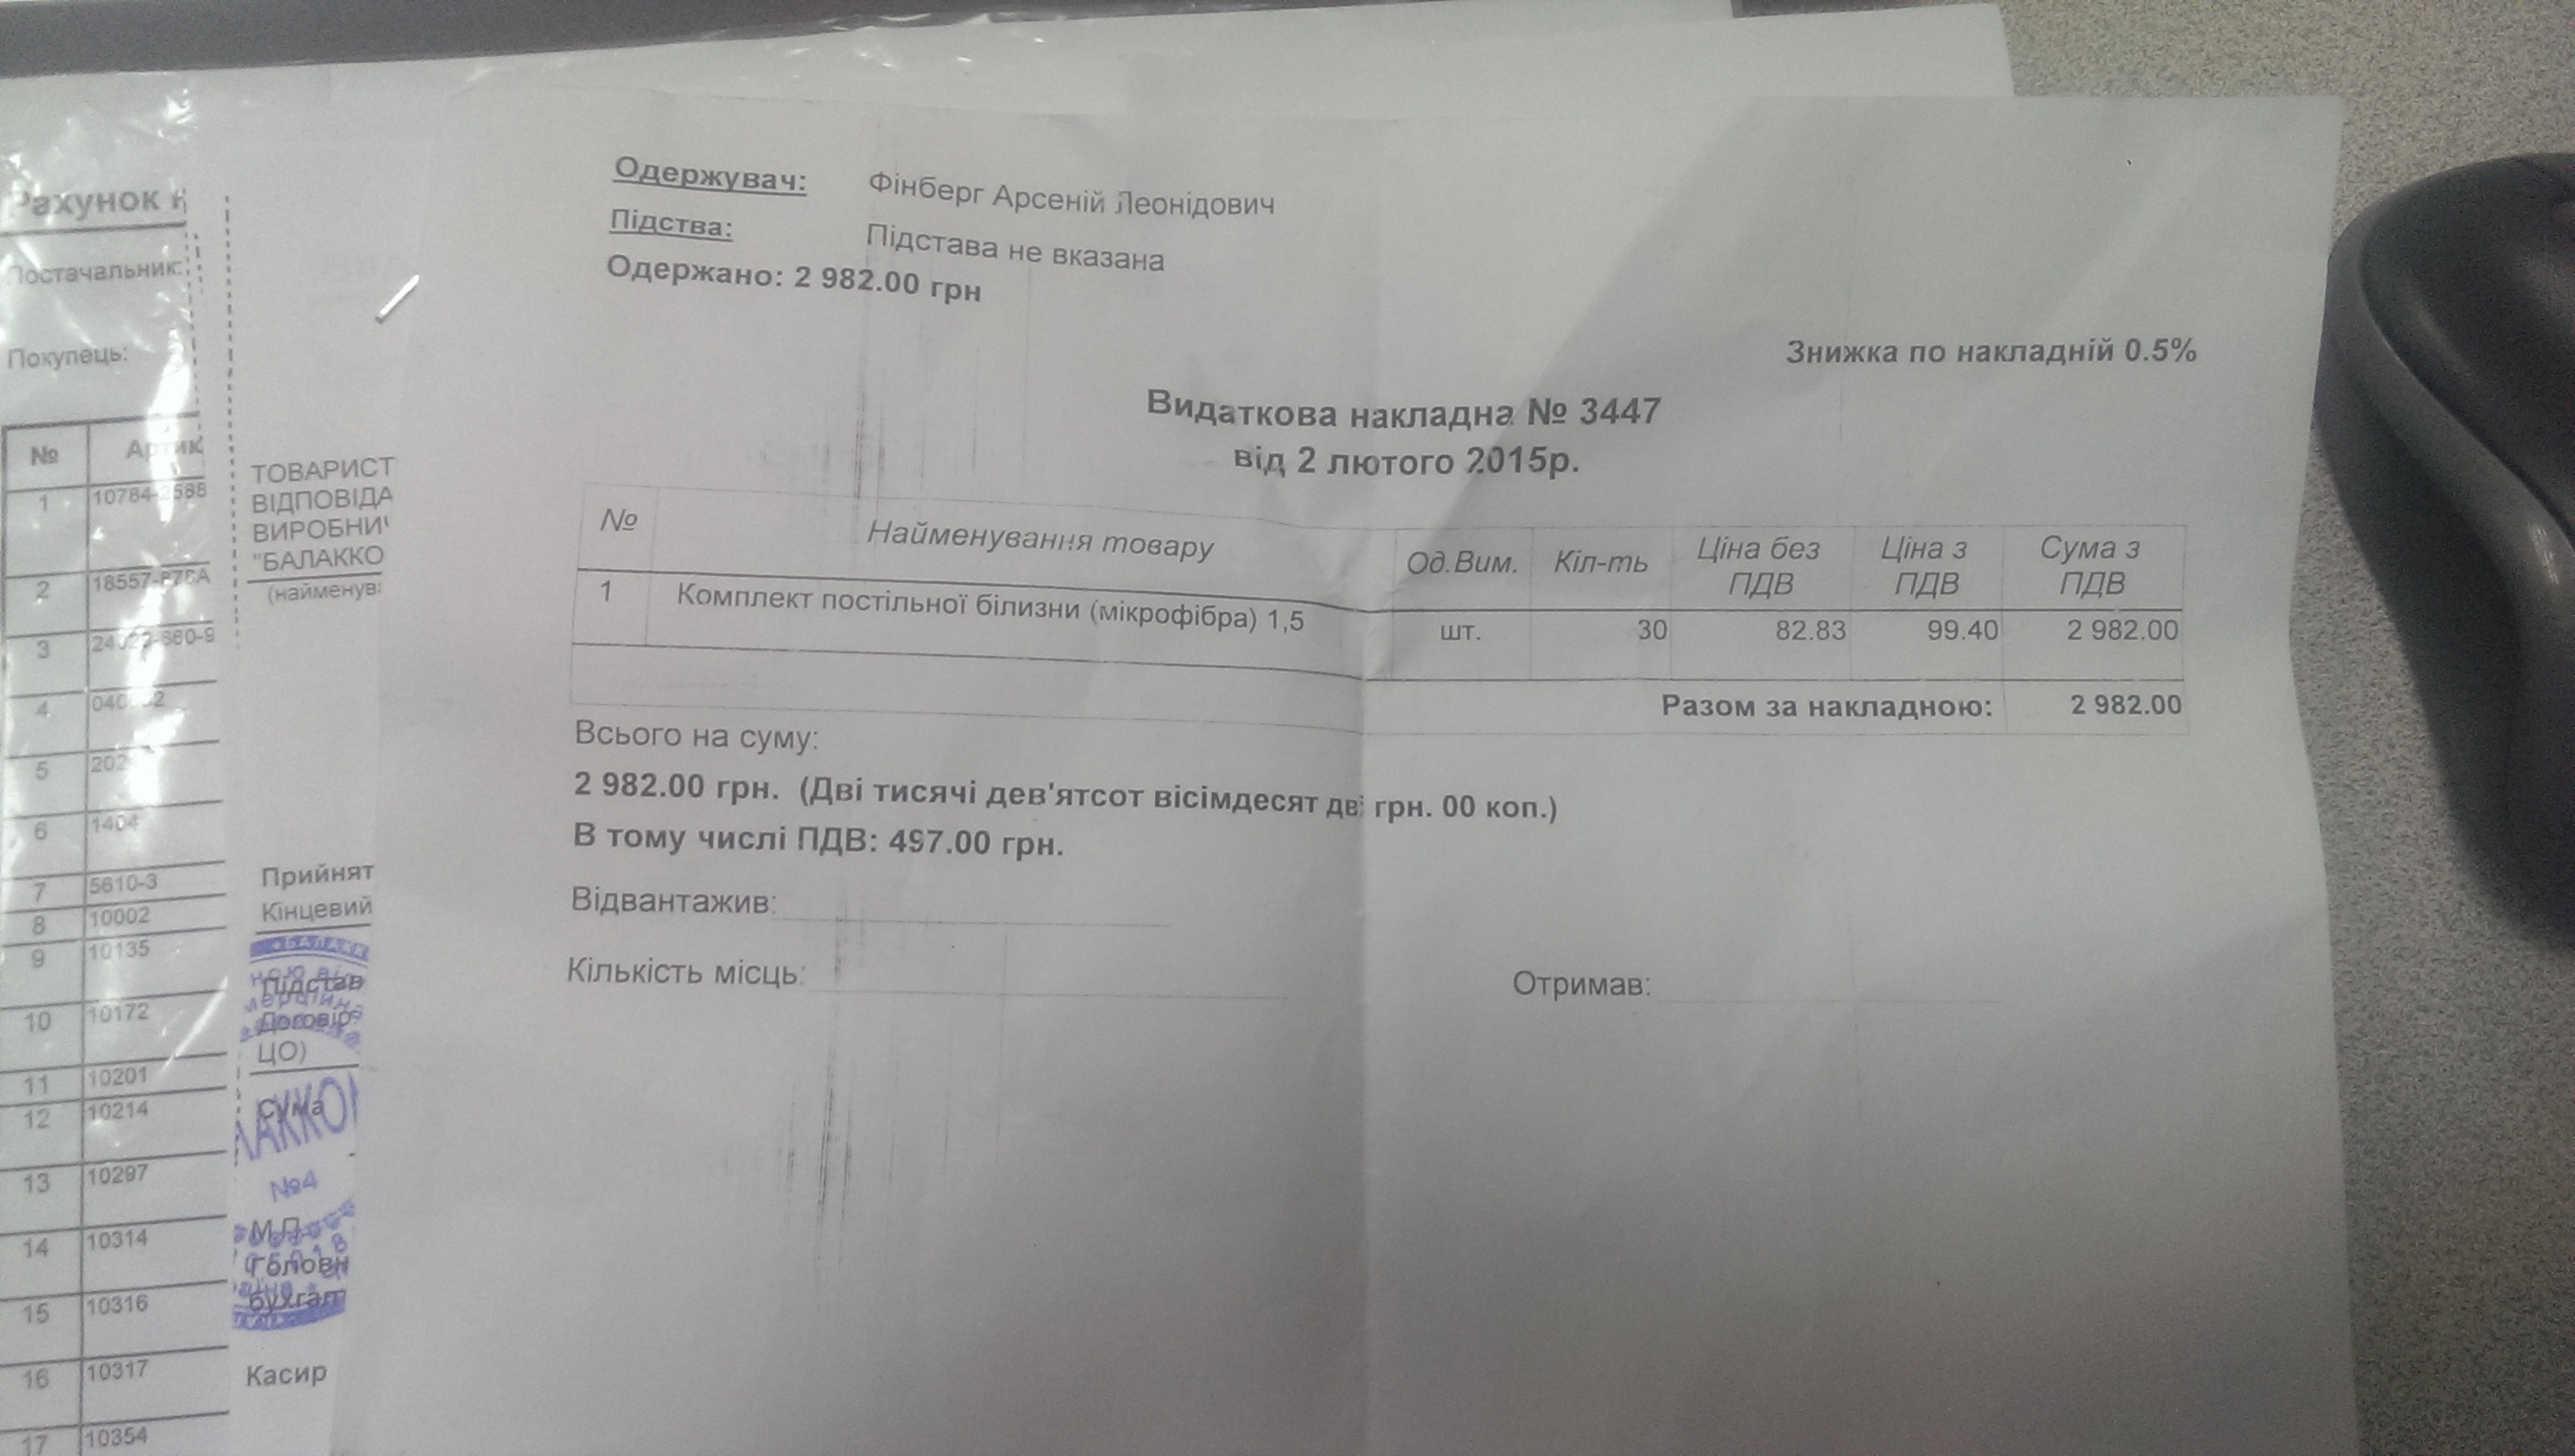 Одержувач: Фінберг Арсеній Леонідович
Підства: Підстава не вказана
Одержано: 2 982.00 грн
Знижка по накладній 0.5%
Видаткова накладна № 3447
від 2 лютого 2015р.
№ Найменування товару Од.Вим. Кіл-ть Ціна без ПДВ Ціна з ПДВ Сума з ПДВ
1 Комплект постільної білизни (мікрофібра) 1,5 шт. 30 82.83 99.40 2 982.00
Разом за накладною: 2 982.00
Всього на суму:
2 982.00 грн. (Дві тисячі дев'ятсот вісімдесят дві грн. 00 коп.)
В тому числі ПДВ: 497.00 грн.
Відвантажив:
Кількість місць:
Отримав:
Рахунок
Постачальник:
Покупець:
№ Артик
1
2
3
4
5 202
6 1404
7 5610-3
8 10002
9 10135
10 10172
11 10201
12 10214
13 10297
14 10314
15 10316
16 10317
17 10354
ТОВАРИСТ
ВІДПОВІДА
ВИРОБНИ
"БАЛАККО
(найменув
Прийнят
Кінцевий
Підстав
Договір
ЦО)
Сума
ЛАККО
№4
М.П.
Головн
бухгал
Касир